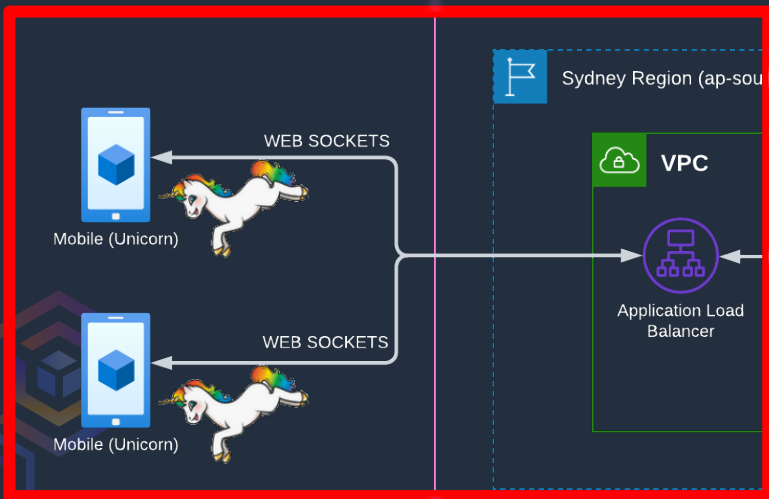 WEB SOCKETS
Mobile (Unicorn)
WEB SOCKETS
Mobile (Unicorn)
Sydney Region (ap-sou
VPC
Application Load
Balancer